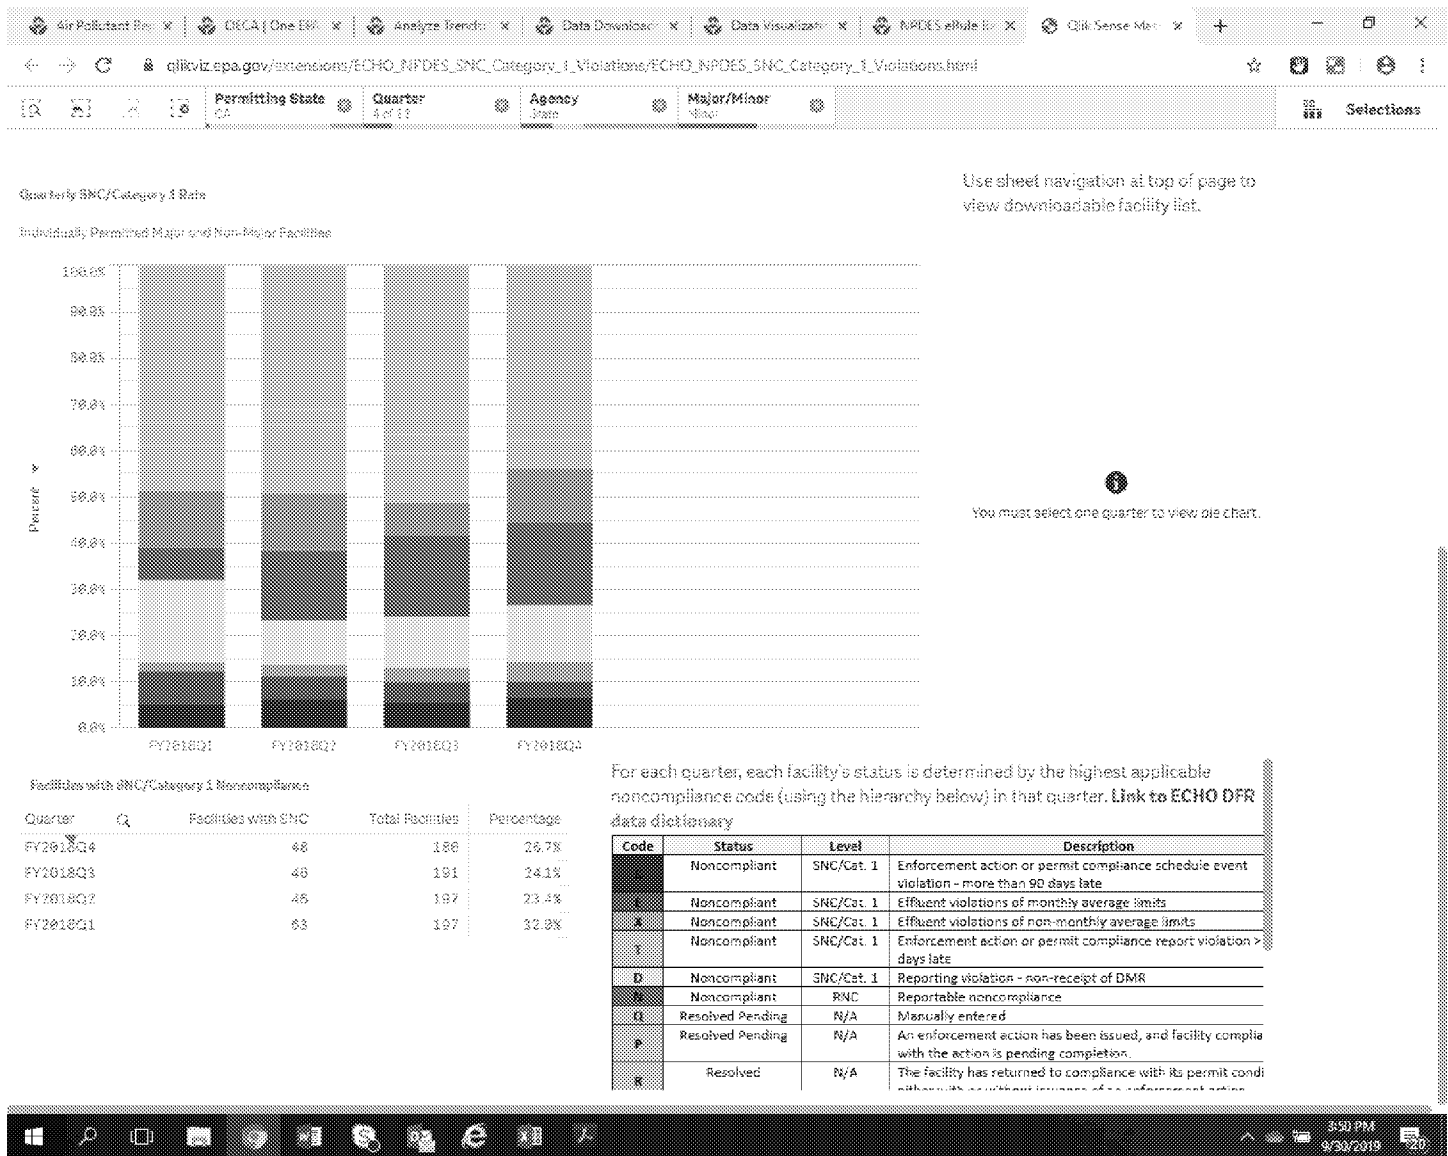 Air Pollutant Rep
OECA | One EPA
Analyze Trends:
Data Download
Data Visualizati
NPDES eRule
Qlik Sense Mas
qlikviz.epa.gov/extensions/ECHO_NPDES_SNC_Category_1_Violations/ECHO_NPDES_SNC_Category_1_Violations.html
Permitting State
CA
Quarter
4 of 13
Agency
State
Major/Minor
Minor
Selections
Quarterly SNC/Category 1 Rate
Use sheet navigation at top of page to
view downloadable facility list.
Individually Permitted Major and Non-Major Facilities
100.0%
90.0%
80.0%
70.0%
60.0%
50.0%
40.0%
30.0%
20.0%
10.0%
0.0%
Percent
You must select one quarter to view pie chart.
FY2018Q1 FY2018Q2 FY2018Q3 FY2018Q4
Facilities with SNC/Category 1 Noncompliance
Quarter Facilities with SNC Total Facilities Percentage
FY2018Q4 48 180 26.7%
FY2018Q3 46 191 24.1%
FY2018Q2 46 197 23.4%
FY2018Q1 63 197 32.0%
For each quarter, each facility's status is determined by the highest applicable
noncompliance code (using the hierarchy below) in that quarter. Link to ECHO DFR
data dictionary
Code Status Level Description
Noncompliant SNC/Cat. 1 Enforcement action or permit compliance schedule event
violation - more than 90 days late
E Noncompliant SNC/Cat. 1 Effluent violations of monthly average limits
X Noncompliant SNC/Cat. 1 Effluent violations of non-monthly average limits
T Noncompliant SNC/Cat. 1 Enforcement action or permit compliance report violation >
days late
D Noncompliant SNC/Cat. 1 Reporting violation - non-receipt of DMR
N Noncompliant RNC Reportable noncompliance
Q Resolved Pending N/A Manually entered
P Resolved Pending N/A An enforcement action has been issued, and facility complia
with the action is pending completion.
R Resolved N/A The facility has returned to compliance with its permit condi
either with or without issuance of an enforcement action
3:50 PM
9/30/2019
20